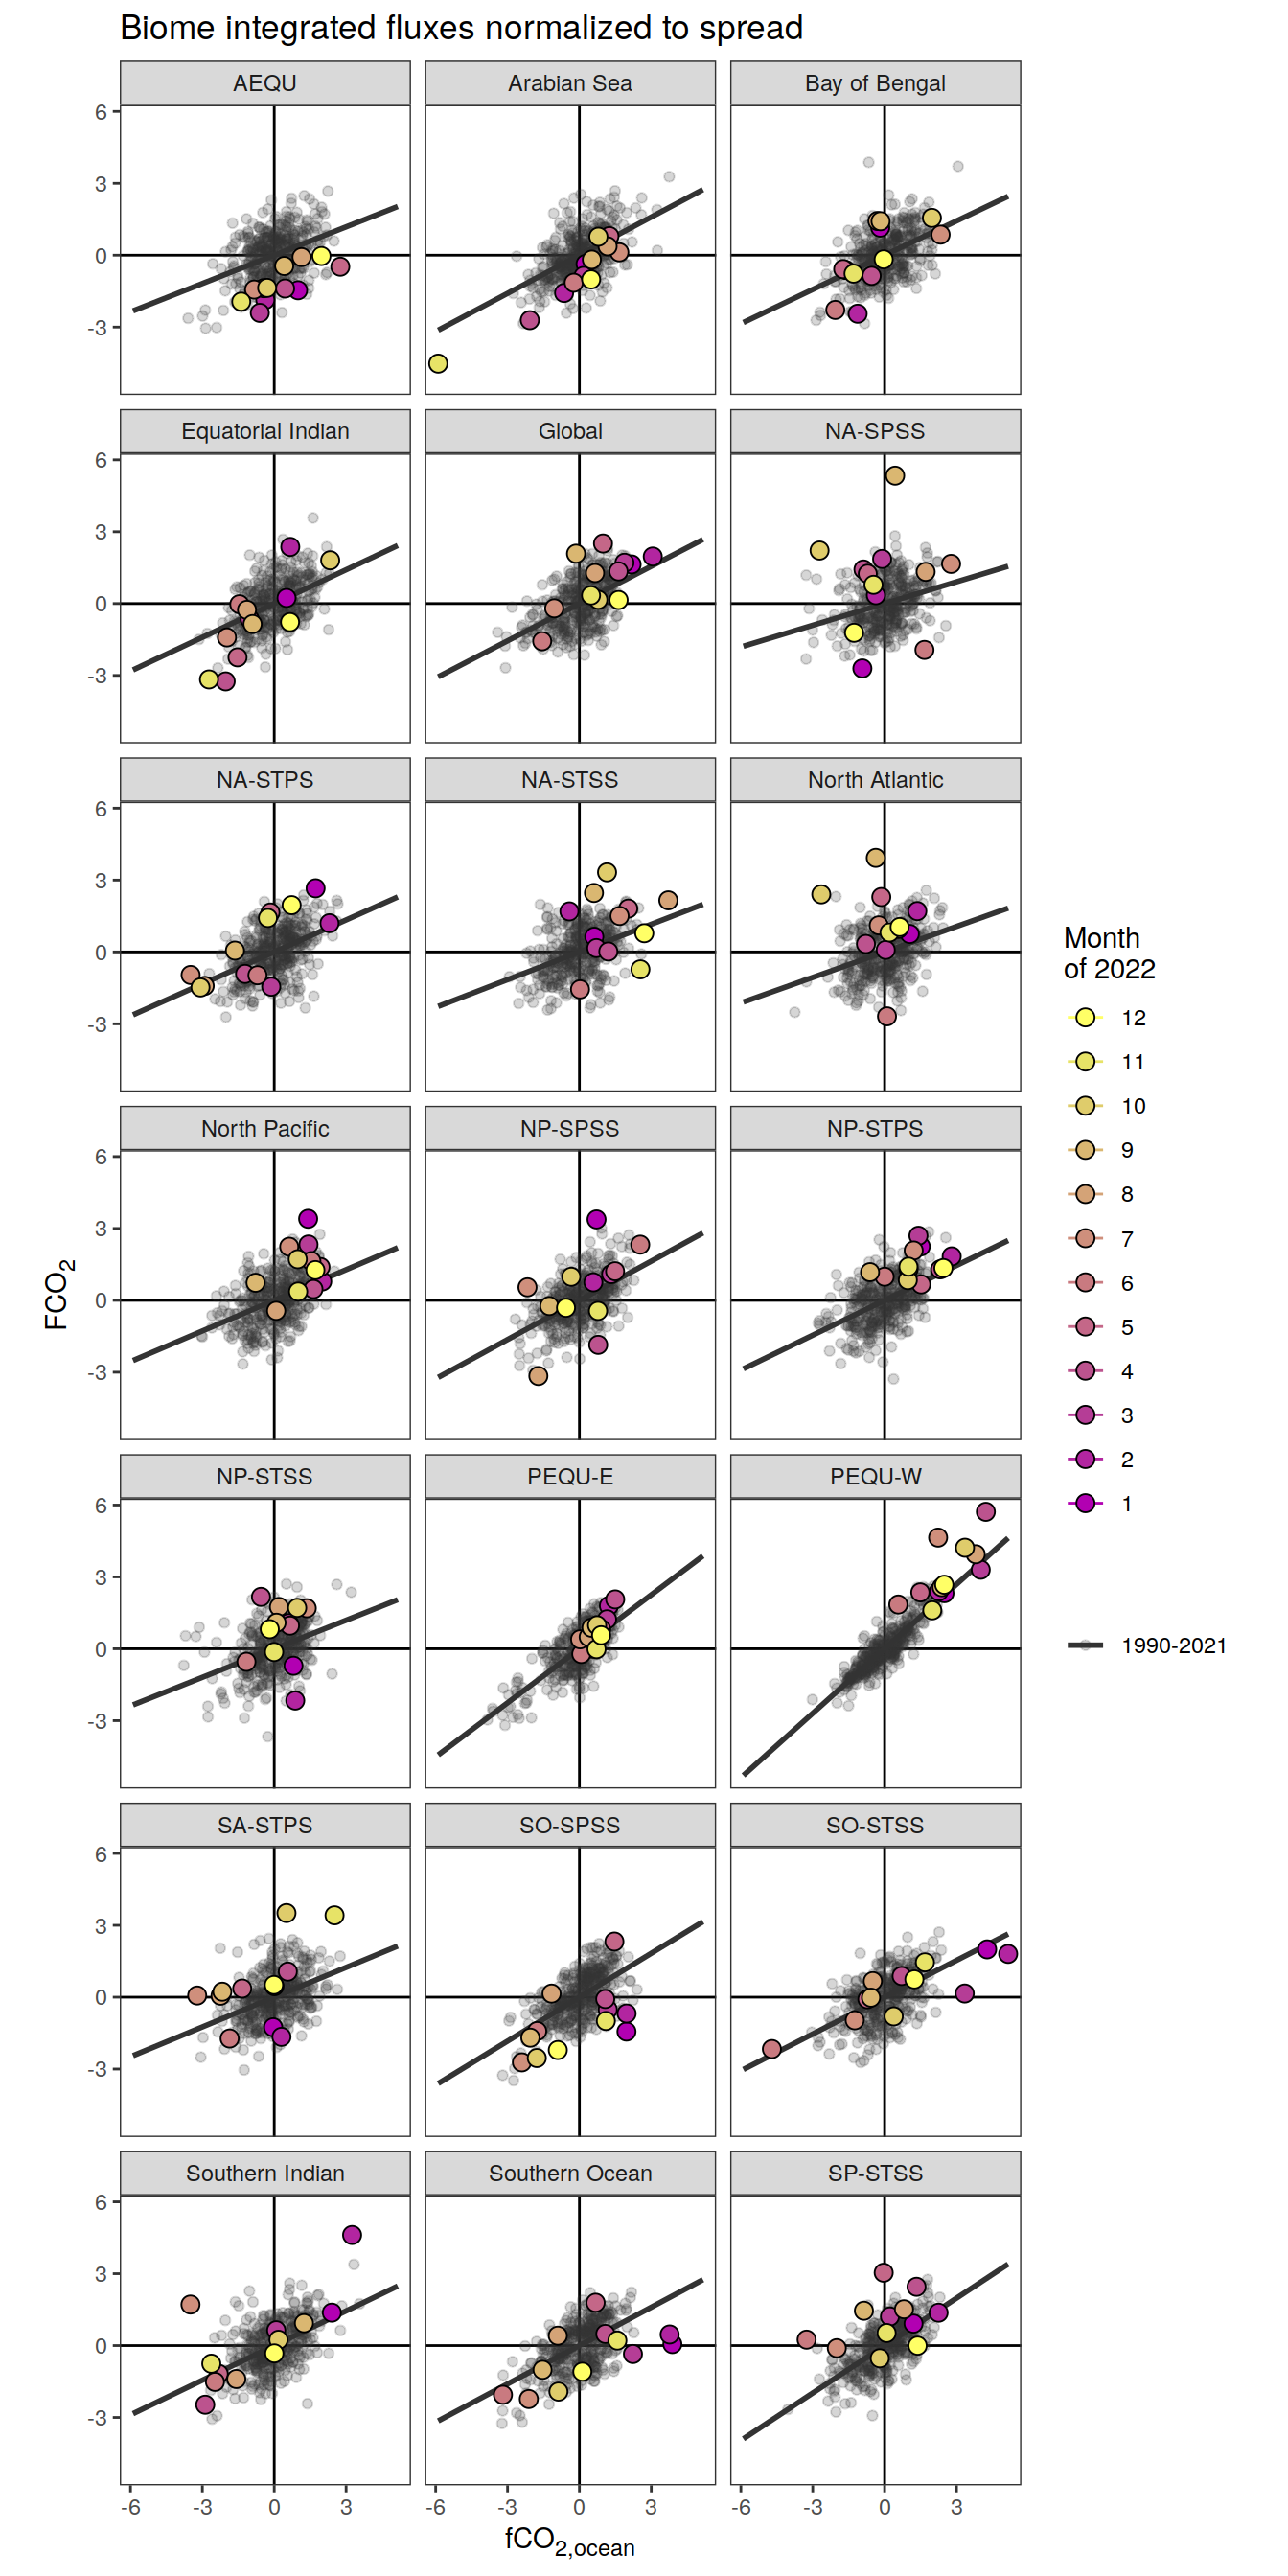 Biome integrated fluxes normalized to spread
AEQU
Arabian Sea
Bay of Bengal
6
3
0
-3
Equatorial Indian
Global
NA-SPSS
6
3
0
-3
NA-STPS
NA-STSS
North Atlantic
6
3
0
-3
North Pacific
NP-SPSS
NP-STPS
6
3
0
-3
NP-STSS
PEQU-E
PEQU-W
6
3
0
-3
SA-STPS
SO-SPSS
SO-STSS
6
3
0
-3
Southern Indian
Southern Ocean
SP-STSS
6
3
0
-3
-6 -3 0 3
-6 -3 0 3
-6 -3 0 3
fCO2,ocean
FCO2
Month
of 2022
12
11
10
9
8
7
6
5
4
3
2
1
1990-2021